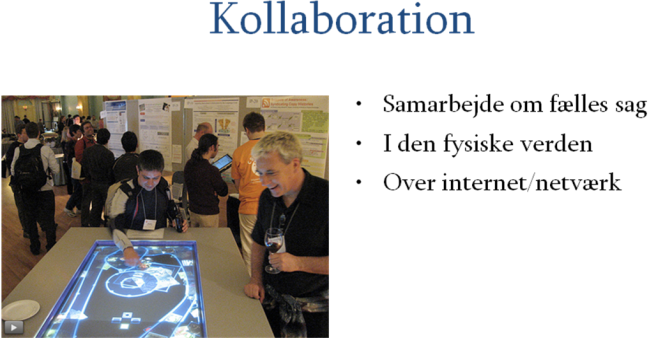 Kollaboration
• Samarbejde om fælles sag
• I den fysiske verden
• Over internet/netværk